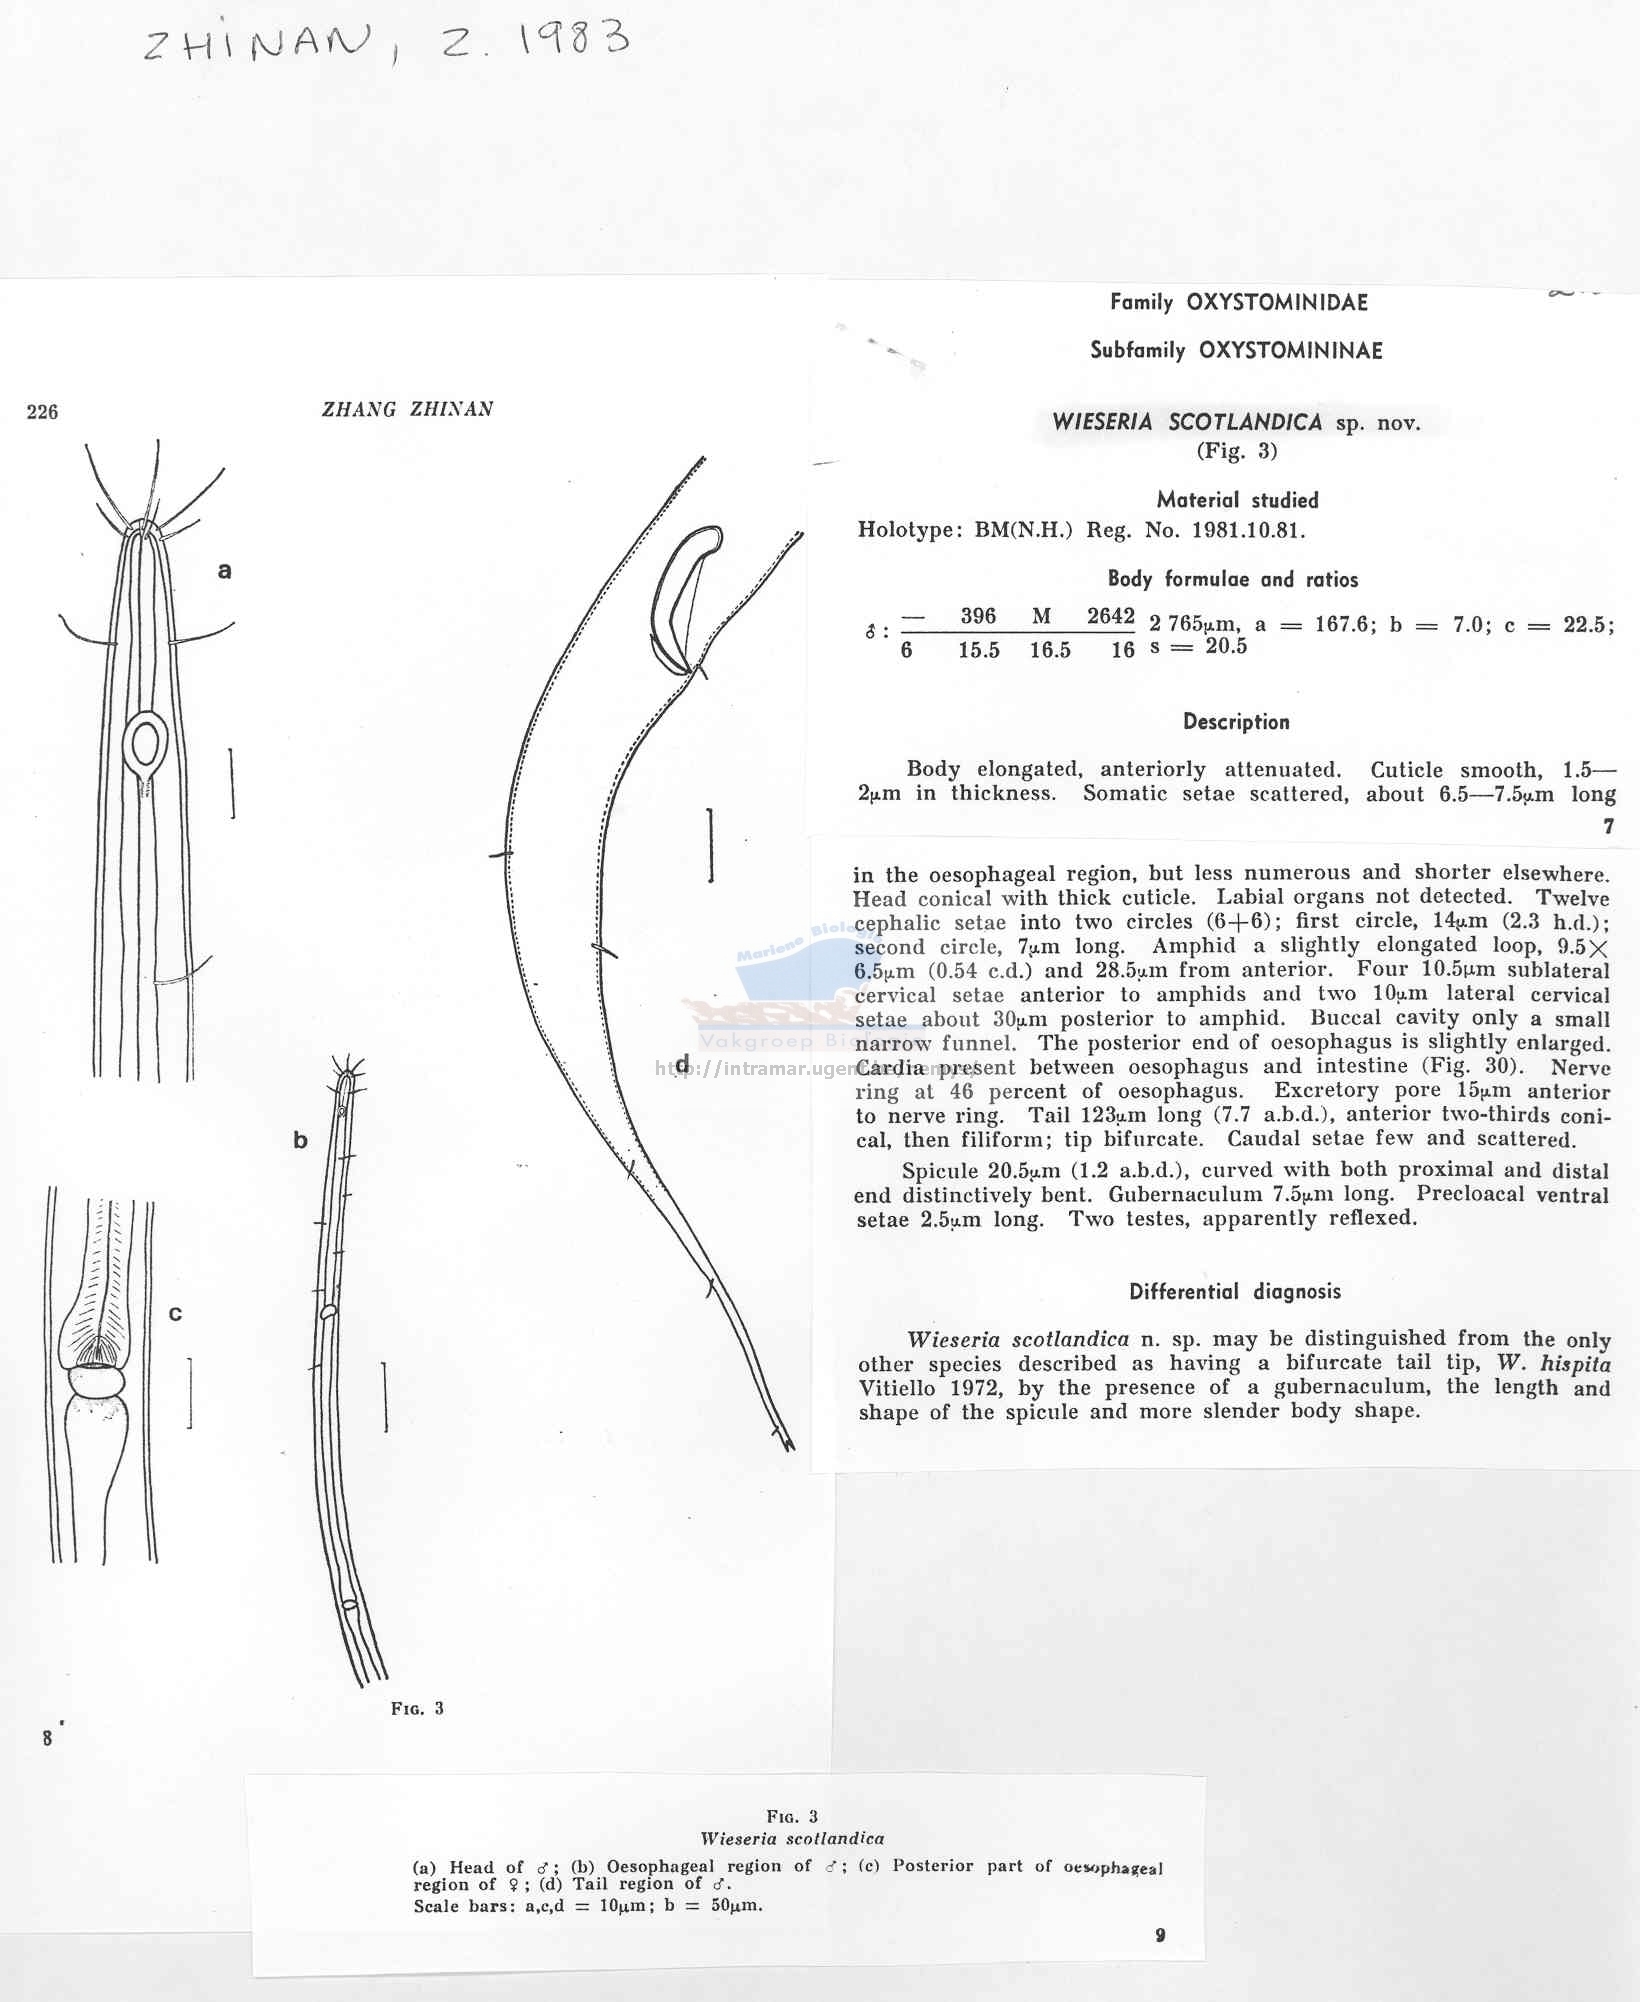 ZHINAN, Z. 1983
226 ZHANG ZHINAN
a
b
c
d
FIG. 3
8
Family OXYSTOMINIDAE
Subfamily OXYSTOMININAE
WIESERIA SCOTLANDICA sp. nov.
(Fig. 3)
Material studied
Holotype: BM(N.H.) Reg. No. 1981.10.81.
Body formulae and ratios
♂: — 396 M 2642 2 765µm, a = 167.6; b = 7.0; c = 22.5;
6 15.5 16.5 16 s = 20.5
Description
Body elongated, anteriorly attenuated. Cuticle smooth, 1.5—
2µm in thickness. Somatic setae scattered, about 6.5—7.5µm long
7
in the oesophageal region, but less numerous and shorter elsewhere.
Head conical with thick cuticle. Labial organs not detected. Twelve
cephalic setae into two circles (6+6); first circle, 14µm (2.3 h.d.);
second circle, 7µm long. Amphid a slightly elongated loop, 9.5×
6.5µm (0.54 c.d.) and 28.5µm from anterior. Four 10.5µm sublateral
cervical setae anterior to amphids and two 10µm lateral cervical
setae about 30µm posterior to amphid. Buccal cavity only a small
narrow funnel. The posterior end of oesophagus is slightly enlarged.
Cardia present between oesophagus and intestine (Fig. 30). Nerve
ring at 46 percent of oesophagus. Excretory pore 15µm anterior
to nerve ring. Tail 123µm long (7.7 a.b.d.), anterior two-thirds coni-
cal, then filiform; tip bifurcate. Caudal setae few and scattered.
Spicule 20.5µm (1.2 a.b.d.), curved with both proximal and distal
end distinctively bent. Gubernaculum 7.5µm long. Precloacal ventral
setae 2.5µm long. Two testes, apparently reflexed.
Differential diagnosis
Wieseria scotlandica n. sp. may be distinguished from the only
other species described as having a bifurcate tail tip, W. hispita
Vitiello 1972, by the presence of a gubernaculum, the length and
shape of the spicule and more slender body shape.
Mariene Biologie
Vakgroep Bio
http://intramar.ugent
FIG. 3
Wieseria scotlandica
(a) Head of ♂; (b) Oesophageal region of ♂; (c) Posterior part of oesophageal
region of ♀; (d) Tail region of ♂.
Scale bars: a,c,d = 10µm; b = 50µm.
9